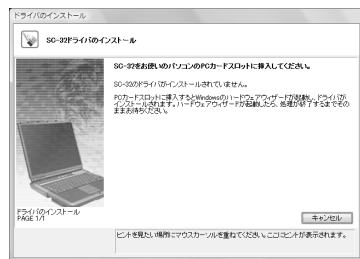 ドライバのインストール
SC-32ドライバのインストール
SC-32をお使いのパソコンのPCカードスロットに挿入してください。
SC-32のドライバがインストールされていません。
PCカードスロットに挿入するとWindowsのハードウェアウィザードが起動し、ドライバが
インストールされます。ハードウェアウィザードが起動したら、処理が終了するまでその
ままお待ちください。
ドライバのインストール
PAGE 1/1
キャンセル
ヒントを見たい場所にマウスカーソルを重ねてください。ここにヒントが表示されます。